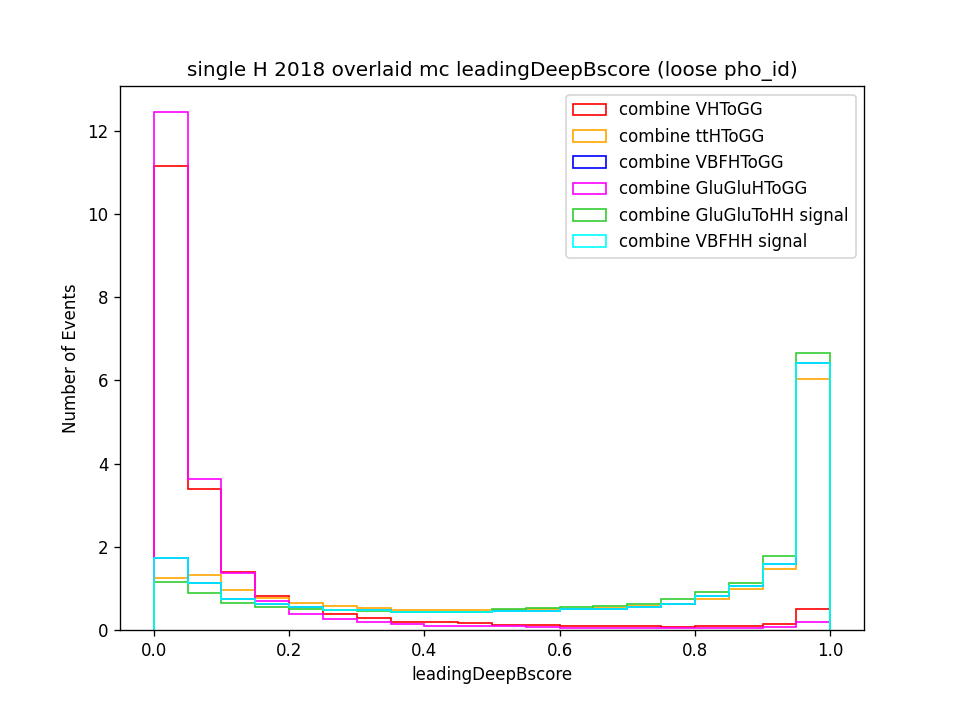 single H 2018 overlaid mc leadingDeepBscore (loose pho_id)
combine VHToGG
combine ttHToGG
combine VBFHToGG
combine GluGluHToGG
combine GluGluToHH signal
combine VBFHH signal
Number of Events
12
10
8
6
4
2
0
0.0 0.2 0.4 0.6 0.8 1.0
leadingDeepBscore